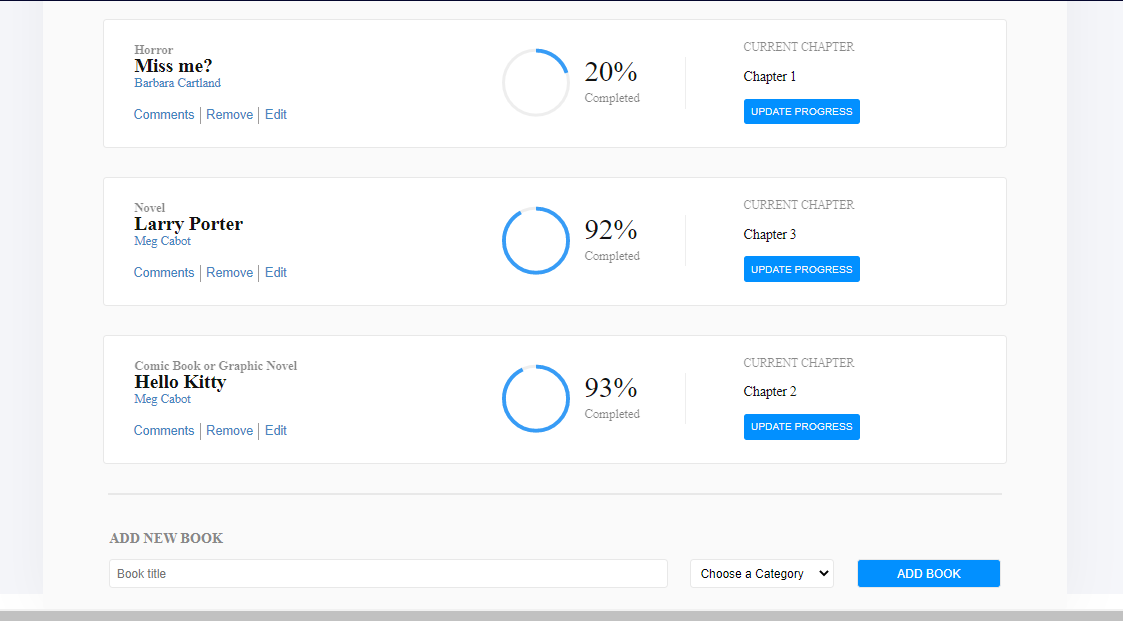 Horror
Miss me?
Barbara Cartland
Comments Remove Edit
20%
Completed
CURRENT CHAPTER
Chapter 1
UPDATE PROGRESS
Novel
Larry Porter
Meg Cabot
Comments Remove Edit
92%
Completed
CURRENT CHAPTER
Chapter 3
UPDATE PROGRESS
Comic Book or Graphic Novel
Hello Kitty
Meg Cabot
Comments Remove Edit
93%
Completed
CURRENT CHAPTER
Chapter 2
UPDATE PROGRESS
ADD NEW BOOK
Book title
Choose a Category
ADD BOOK